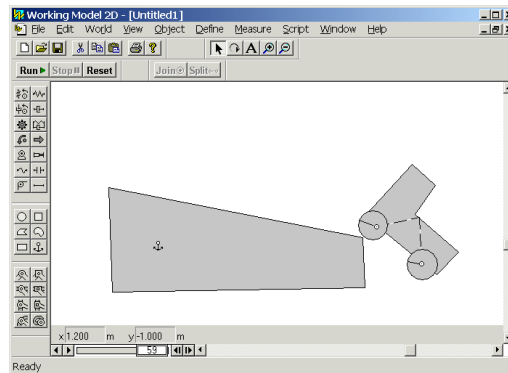 Working Model 2D - [Untitled1]
File Edit World View Object Define Measure Script Window Help
A
Run Stop Reset Join Split
x 1.200 m y -1.000 m
59
Ready